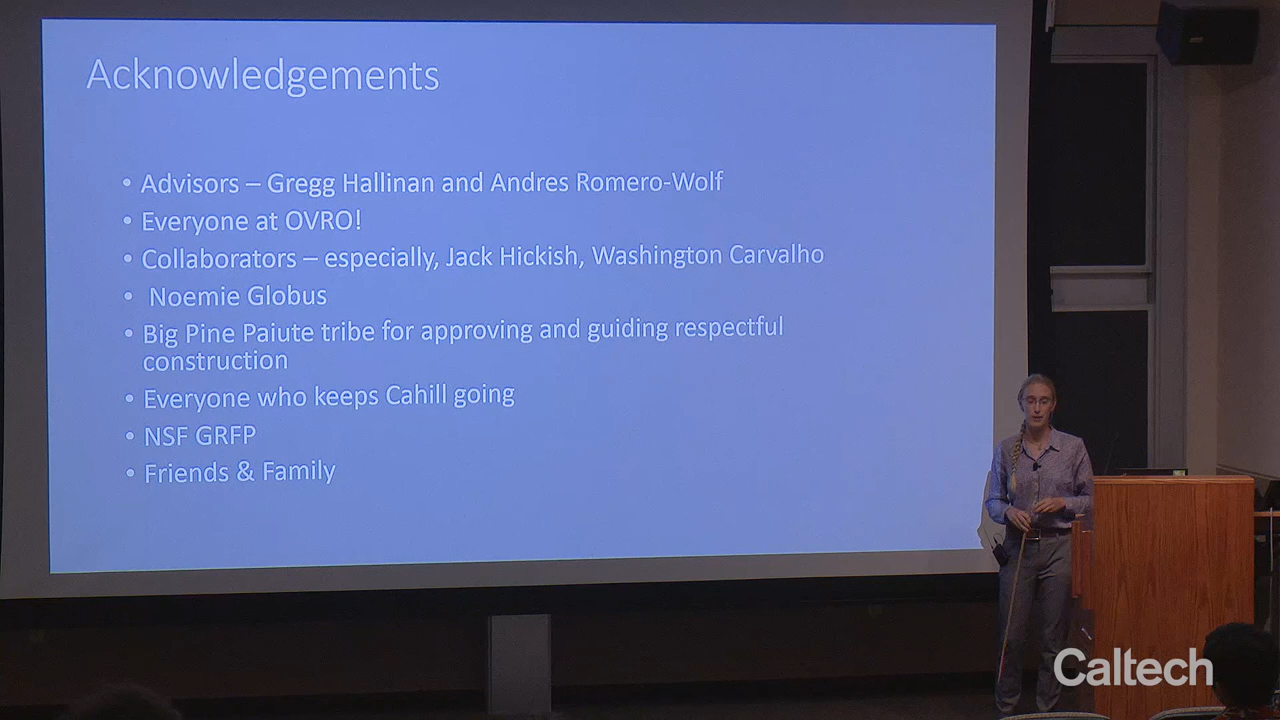 Acknowledgements
• Advisors – Gregg Hallinan and Andres Romero-Wolf
• Everyone at OVRO!
• Collaborators – especially, Jack Hickish, Washington Carvalho
• Noemie Globus
• Big Pine Paiute tribe for approving and guiding respectful
construction
• Everyone who keeps Cahill going
• NSF GRFP
• Friends & Family
Caltech